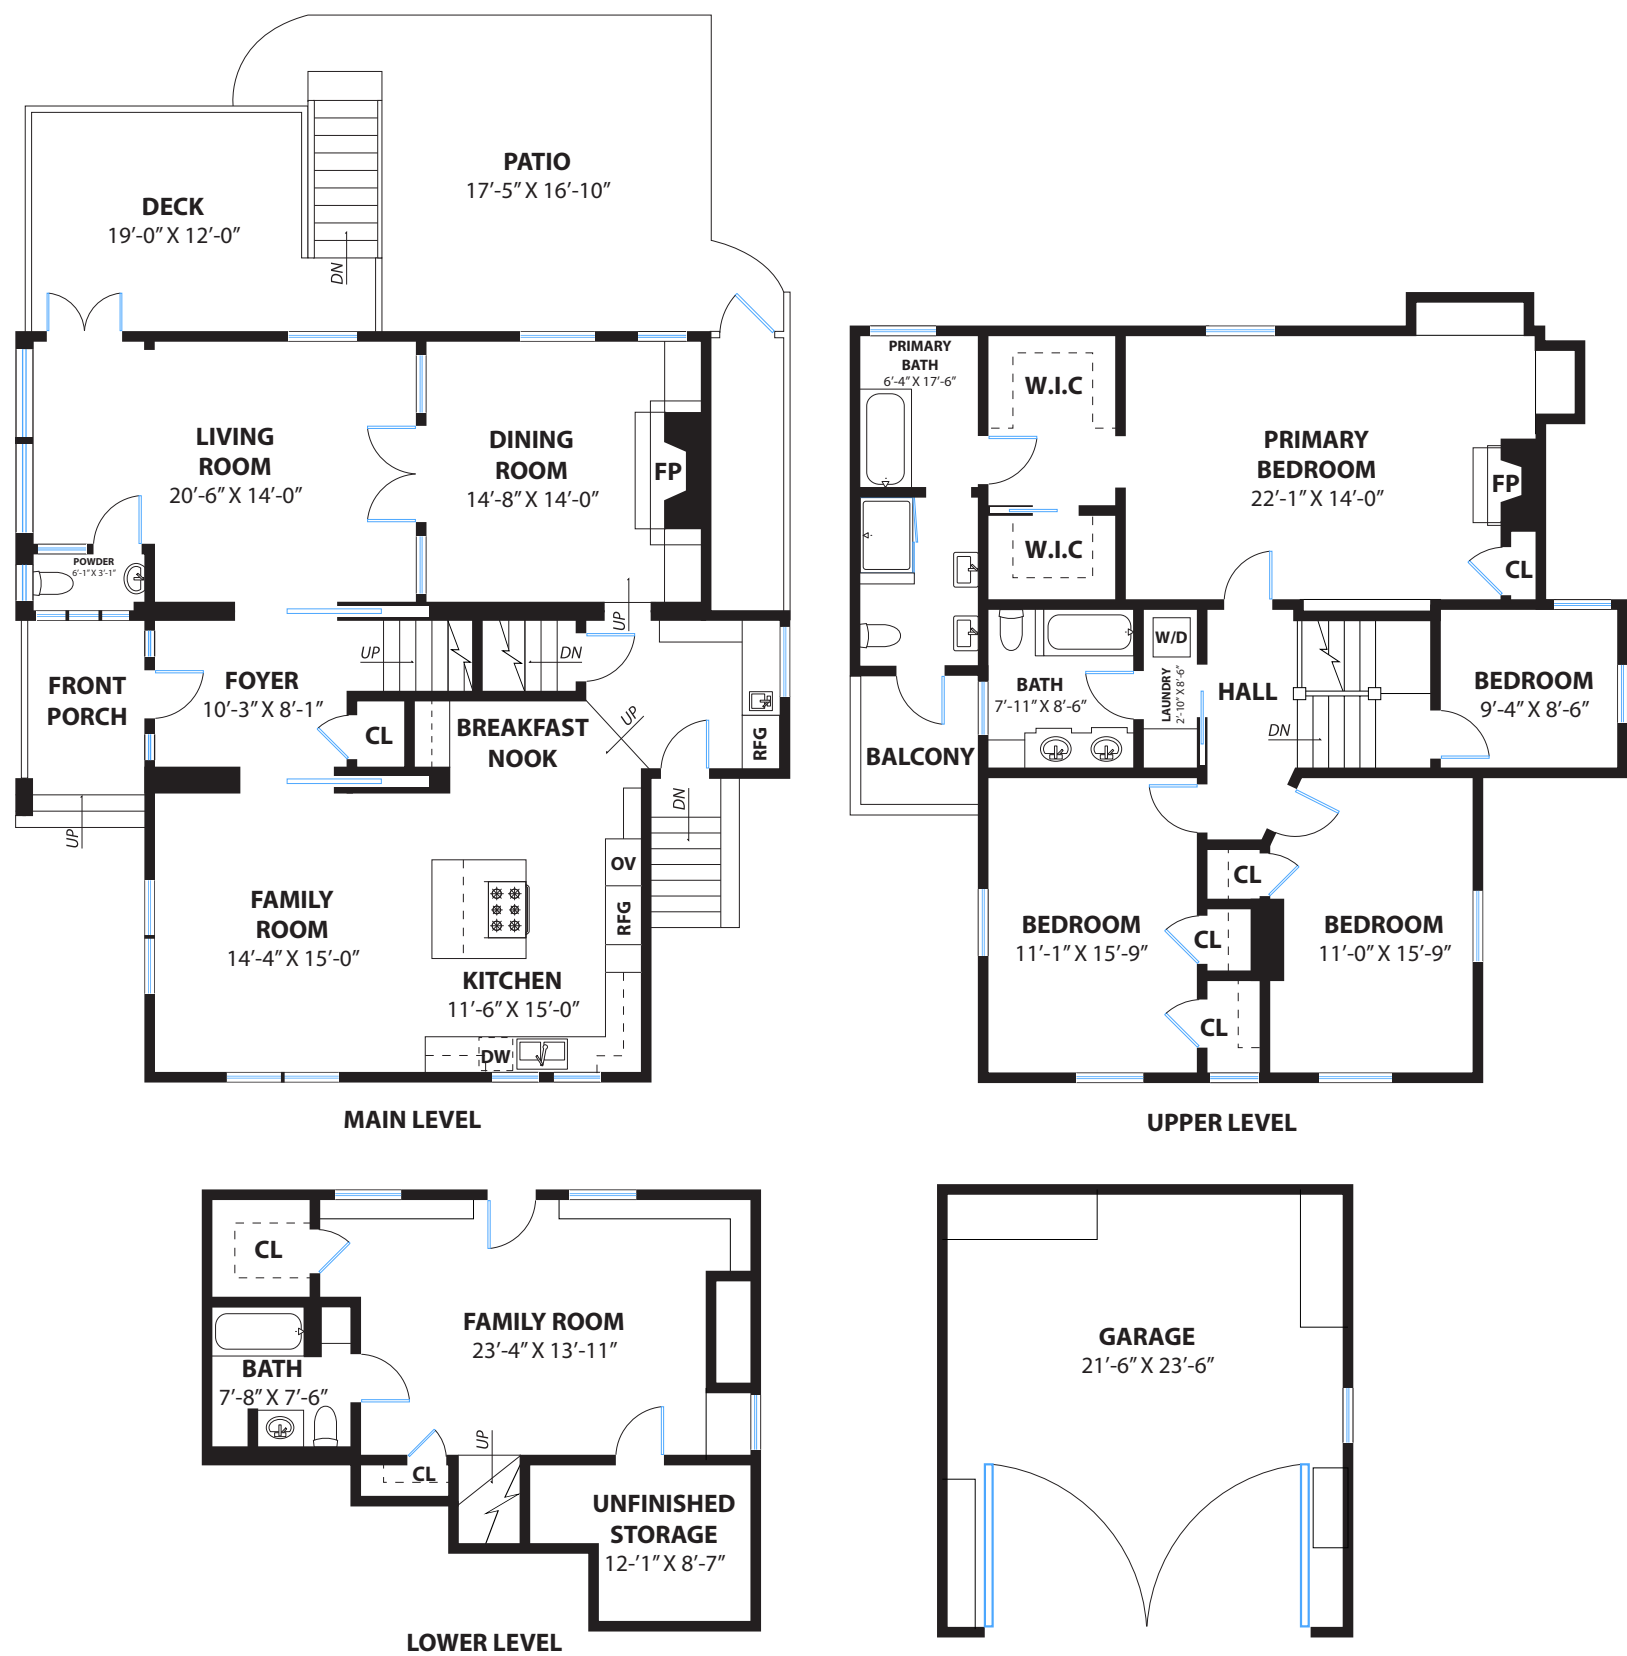 PATIO
17'-5" X 16'-10"
DECK
19'-0" X 12'-0"
DN
LIVING
ROOM
20'-6" X 14'-0"
DINING
ROOM
14'-8" X 14'-0"
FP
POWDER
6'-1" X 3'-1"
UP
UP
DN
FRONT
PORCH
FOYER
10'-3" X 8'-1"
CL
BREAKFAST
NOOK
UP
RFG
DN
UP
FAMILY
ROOM
14'-4" X 15'-0"
OV
RFG
KITCHEN
11'-6" X 15'-0"
DW
MAIN LEVEL
PRIMARY
BATH
6'-4" X 17'-6"
W.I.C
PRIMARY
BEDROOM
22'-1" X 14'-0"
FP
W.I.C
CL
W/D
BATH
7'-11" X 8'-6"
LAUNDRY
2'-10" X 8'-6"
HALL
DN
BEDROOM
9'-4" X 8'-6"
BALCONY
CL
BEDROOM
11'-1" X 15'-9"
CL
BEDROOM
11'-0" X 15'-9"
CL
UPPER LEVEL
CL
FAMILY ROOM
23'-4" X 13'-11"
BATH
7'-8" X 7'-6"
UP
CL
UNFINISHED
STORAGE
12-'1" X 8'-7"
LOWER LEVEL
GARAGE
21'-6" X 23'-6"